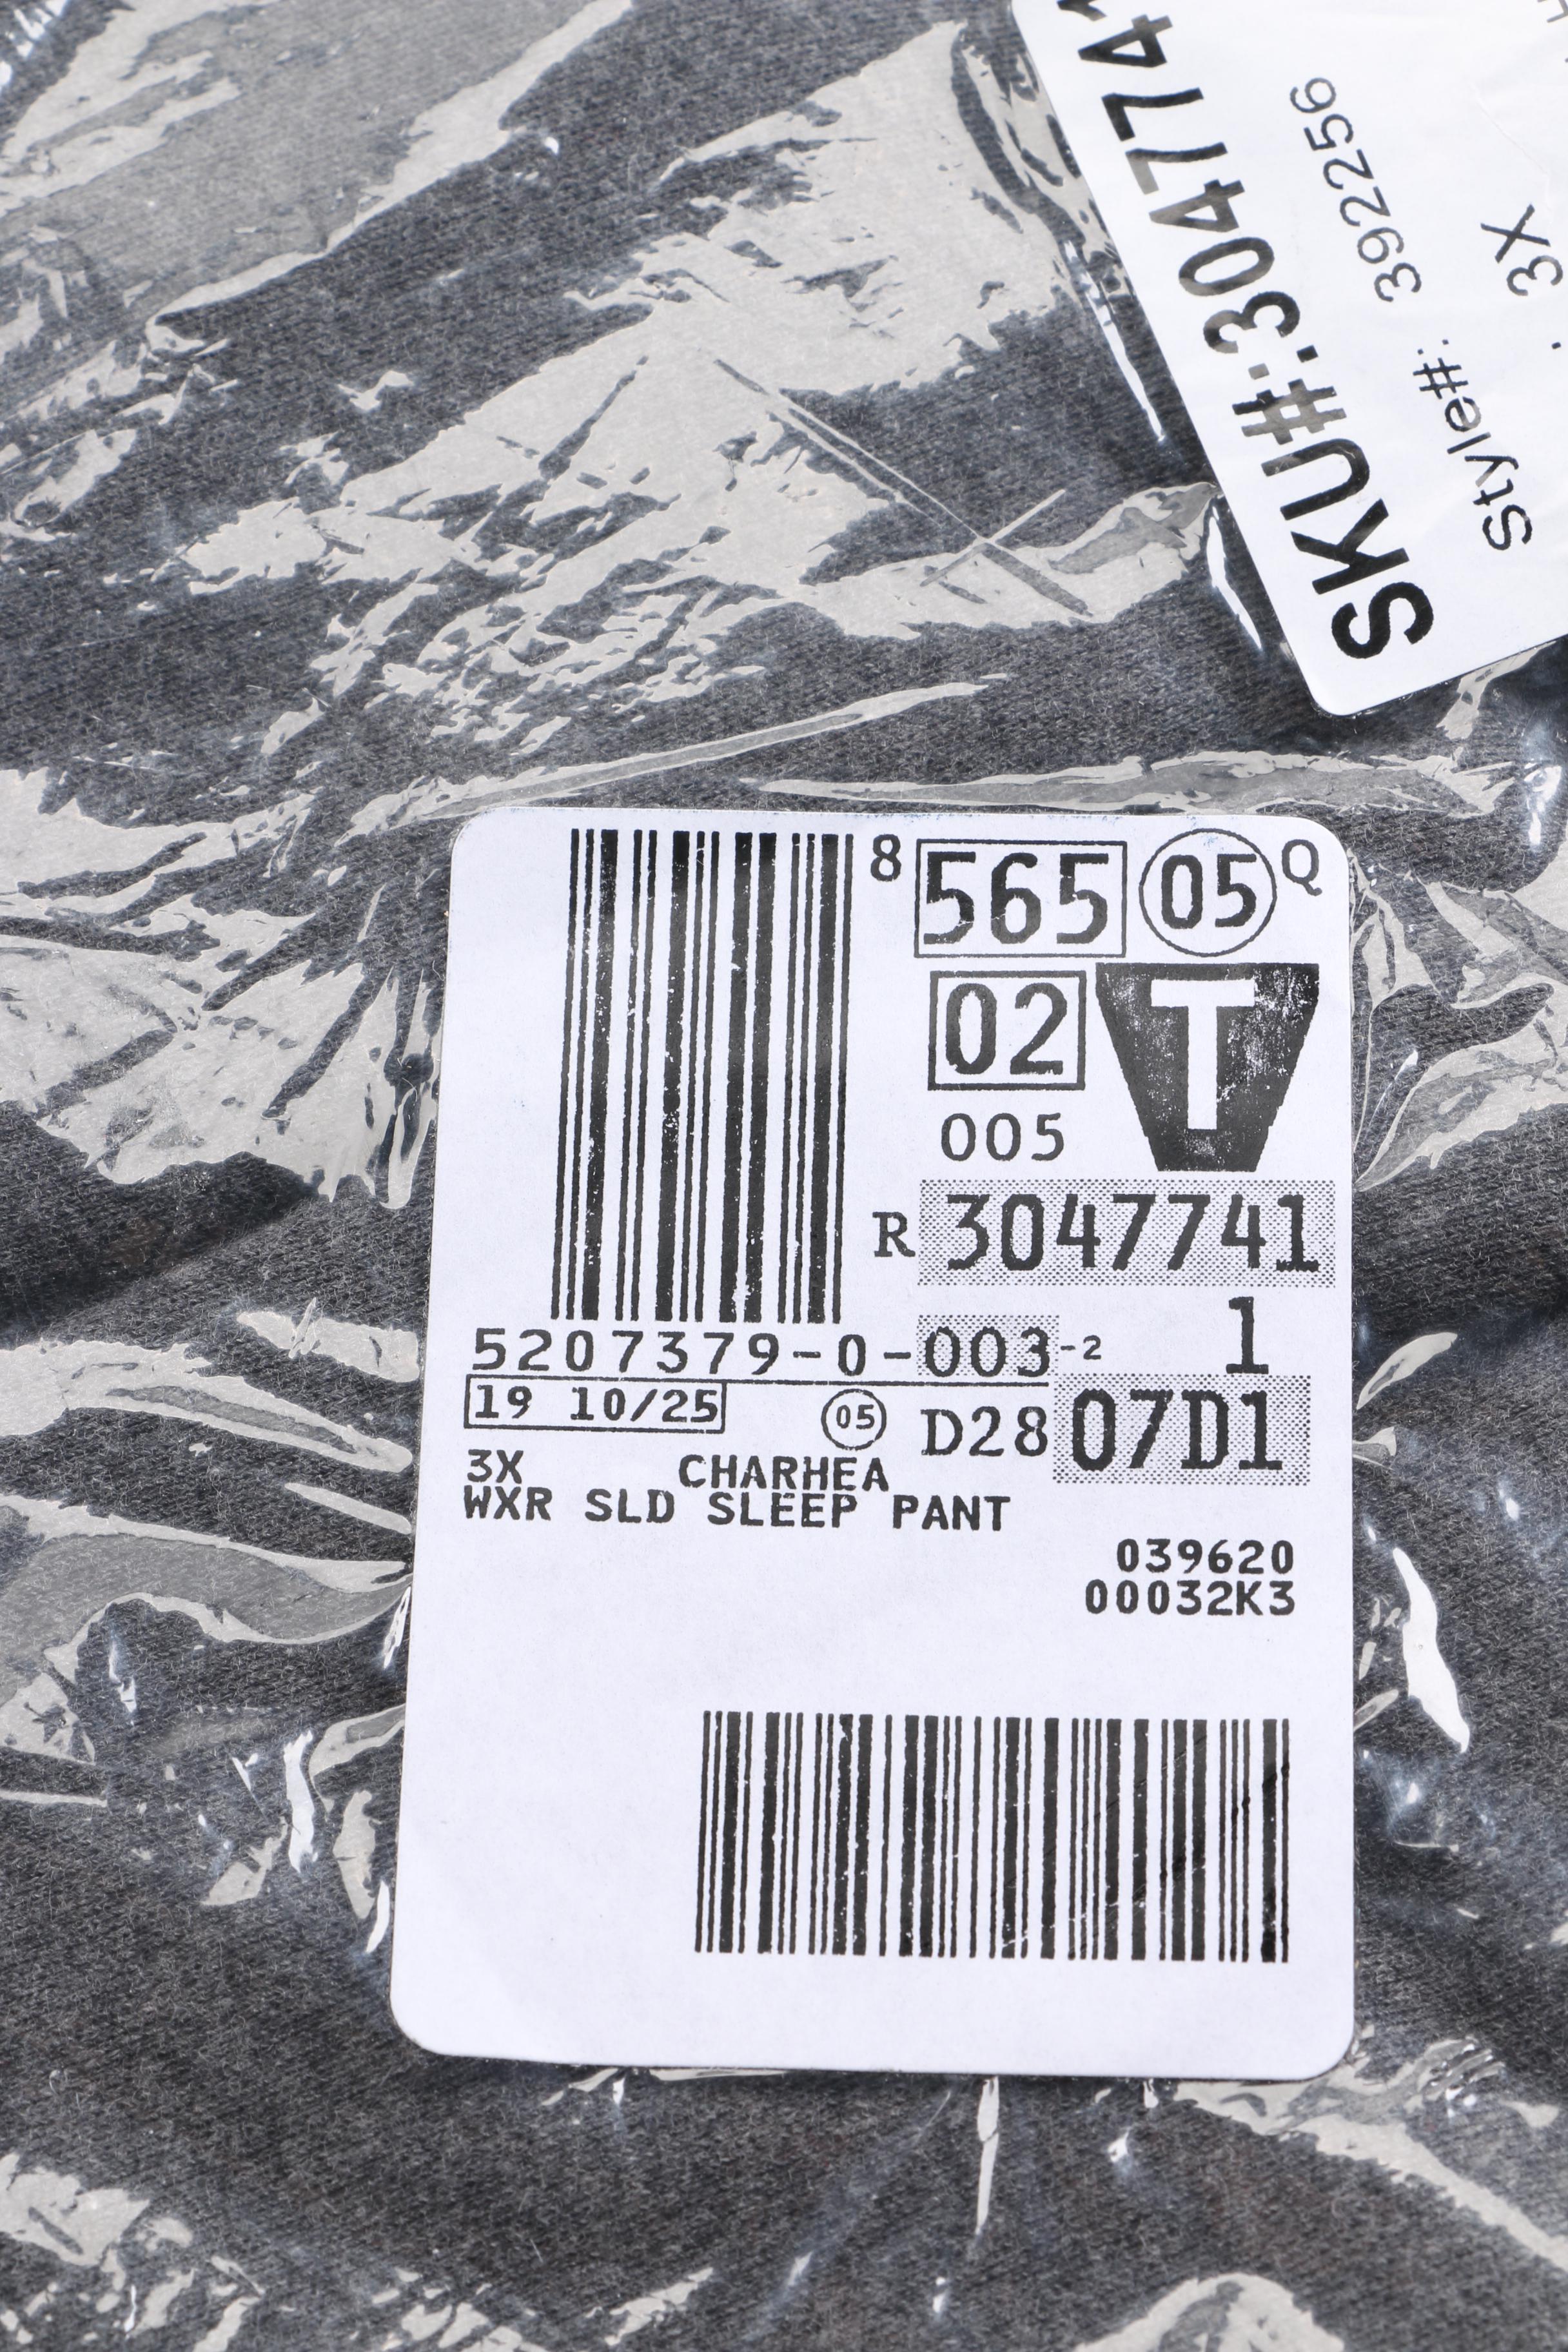 SKU#:3047741
Style#: 392256
3X
8 565 05 Q
02 T
005
R 3047741
5207379-0-003-2 1
19 10/25 05 D28 07D1
3X CHARHEA
WXR SLD SLEEP PANT
039620
00032K3